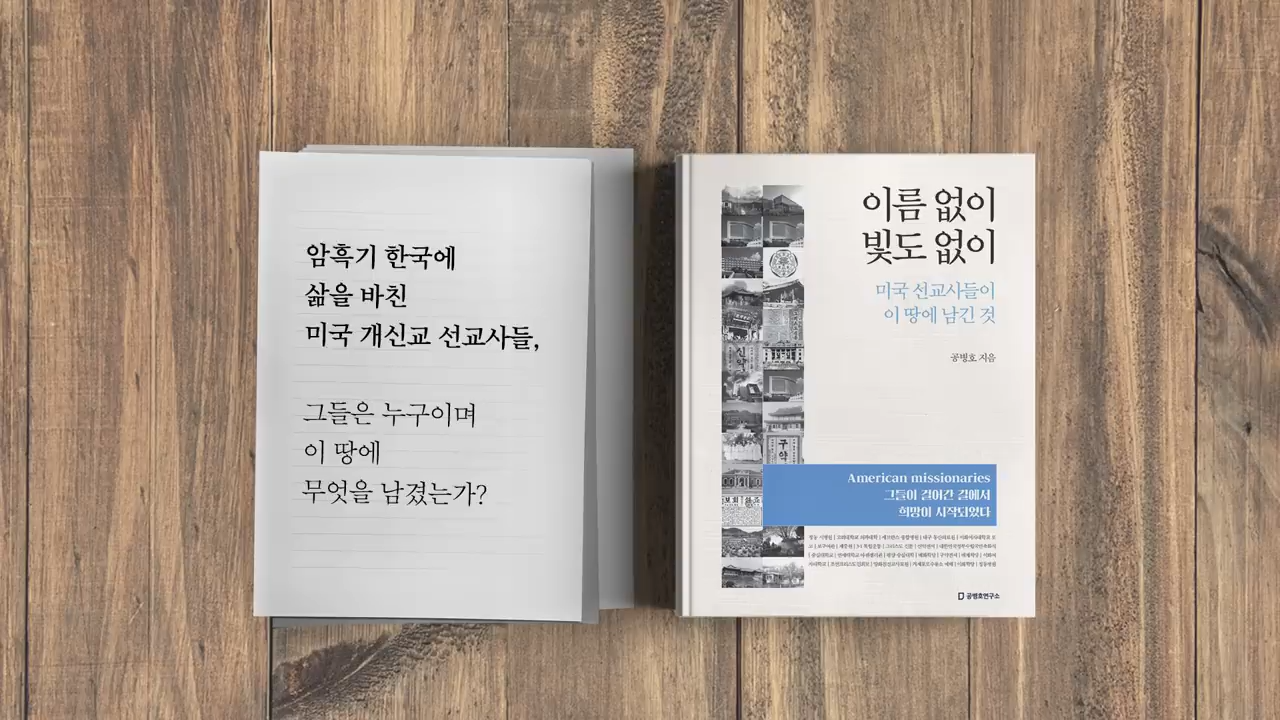 암흑기 한국에
삶을 바친
미국 개신교 선교사들,
그들은 누구이며
이 땅에
무엇을 남겼는가?
이름 없이
빛도 없이
미국 선교사들이
이 땅에 남긴 것
공병호 지음
신약
구약
American missionaries
그들이 걸어간 길에서
희망이 시작되었다
공병호연구소